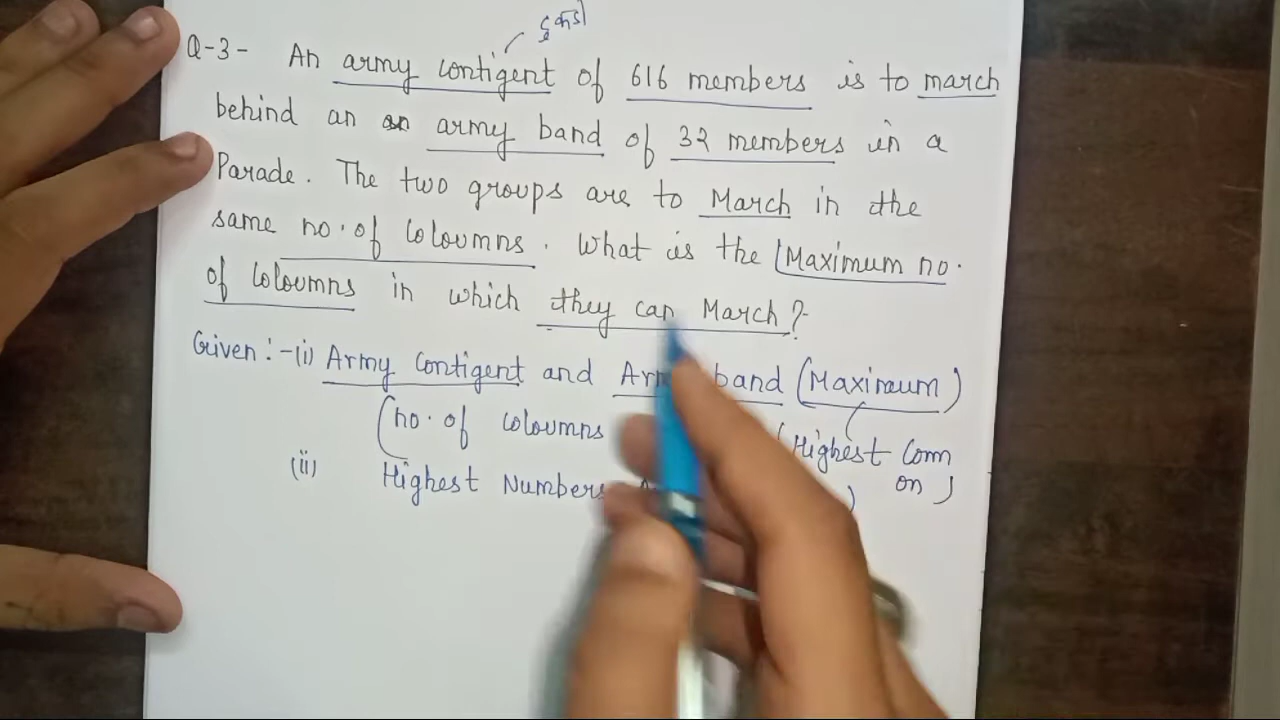 टुकड़ी
Q-3- An army contigent of 616 members is to march
behind an an army band of 32 members in a
Parade. The two groups are to March in the
same no. of coloumns. What is the (Maximum no.
of coloumns in which they can March?
Given:-(i) Army Contigent and band (Maximum)
(no. of coloumns (Highest Comm
on)
(ii) Highest Numbers )